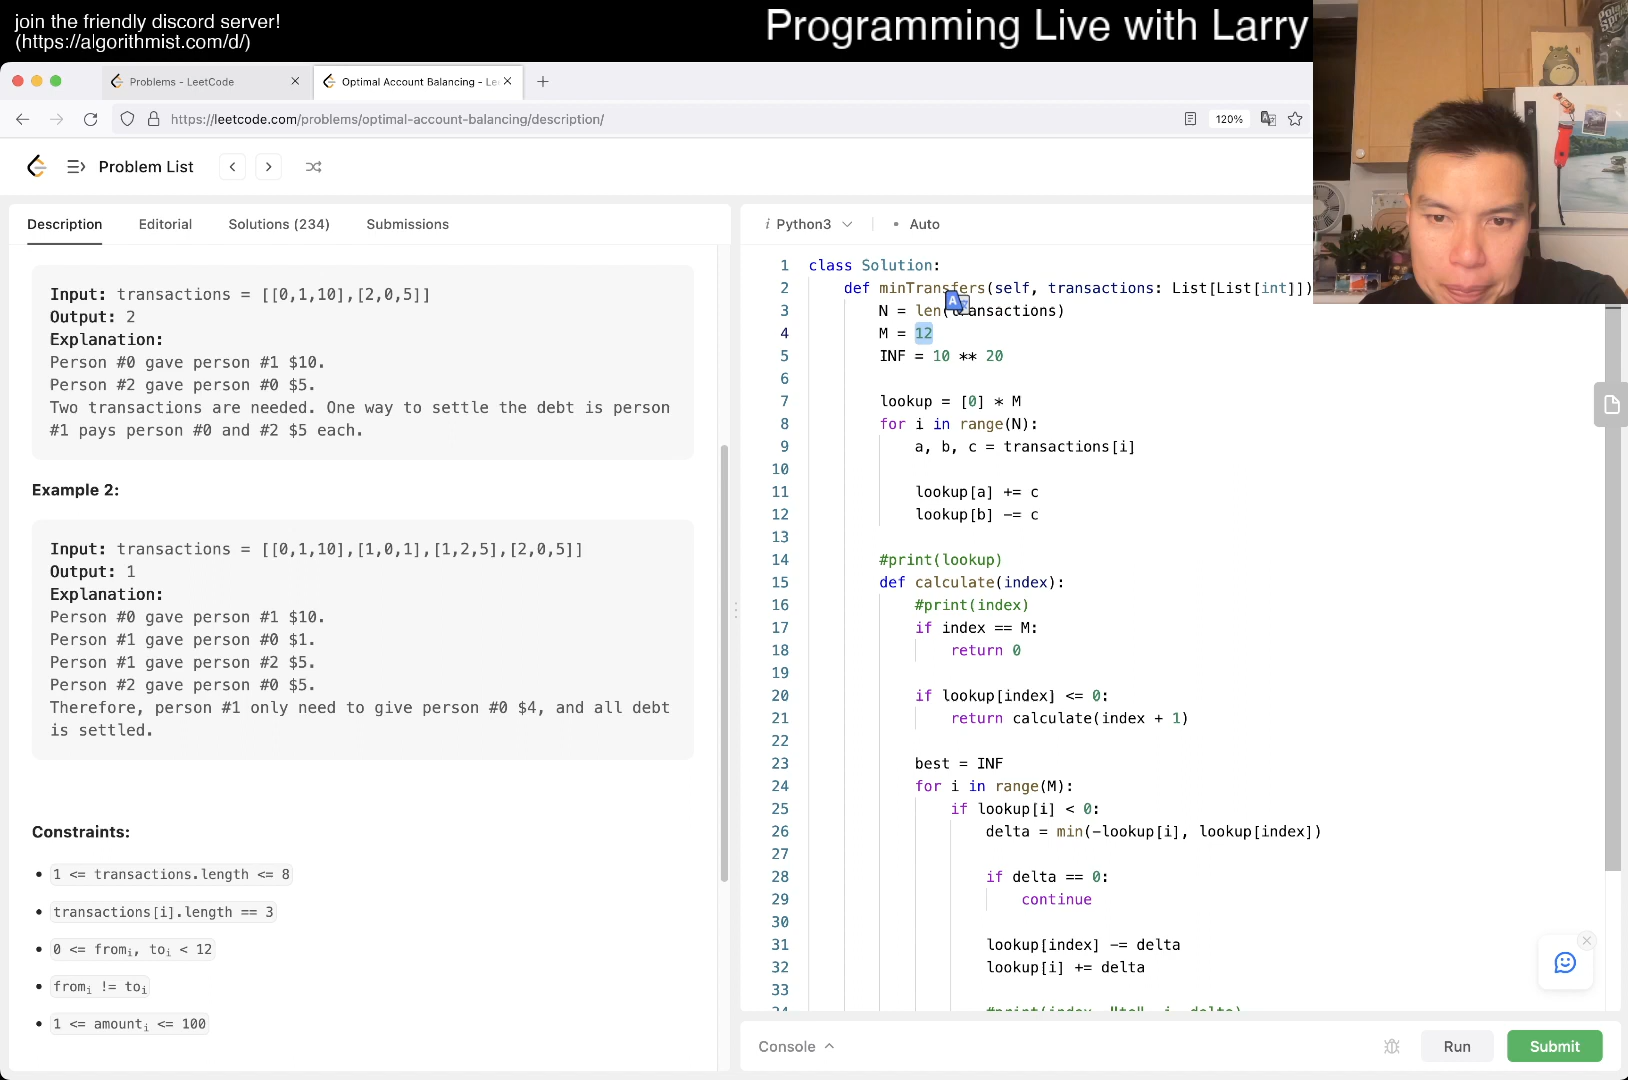 join the friendly discord server!
(https://algorithmist.com/d/)
Programming Live with Larry
Problems - LeetCode
Optimal Account Balancing - Le
https://leetcode.com/problems/optimal-account-balancing/description/
120%
Problem List
Description
Editorial
Solutions (234)
Submissions
Input: transactions = [[0,1,10],[2,0,5]]
Output: 2
Explanation:
Person #0 gave person #1 $10.
Person #2 gave person #0 $5.
Two transactions are needed. One way to settle the debt is person
#1 pays person #0 and #2 $5 each.
Example 2:
Input: transactions = [[0,1,10],[1,0,1],[1,2,5],[2,0,5]]
Output: 1
Explanation:
Person #0 gave person #1 $10.
Person #1 gave person #0 $1.
Person #1 gave person #2 $5.
Person #2 gave person #0 $5.
Therefore, person #1 only need to give person #0 $4, and all debt
is settled.
Constraints:
• 1 <= transactions.length <= 8
• transactions[i].length == 3
• 0 <= fromi, toi < 12
• fromi != toi
• 1 <= amounti <= 100
i Python3
• Auto
1 class Solution:
2 def minTransfers(self, transactions: List[List[int]])
3 N = len(transactions)
4 M = 12
5 INF = 10 ** 20
6
7 lookup = [0] * M
8 for i in range(N):
9 a, b, c = transactions[i]
10
11 lookup[a] += c
12 lookup[b] -= c
13
14 #print(lookup)
15 def calculate(index):
16 #print(index)
17 if index == M:
18 return 0
19
20 if lookup[index] <= 0:
21 return calculate(index + 1)
22
23 best = INF
24 for i in range(M):
25 if lookup[i] < 0:
26 delta = min(-lookup[i], lookup[index])
27
28 if delta == 0:
29 continue
30
31 lookup[index] -= delta
32 lookup[i] += delta
33
34 #print(index, "to", i, delta)
Console
Run
Submit